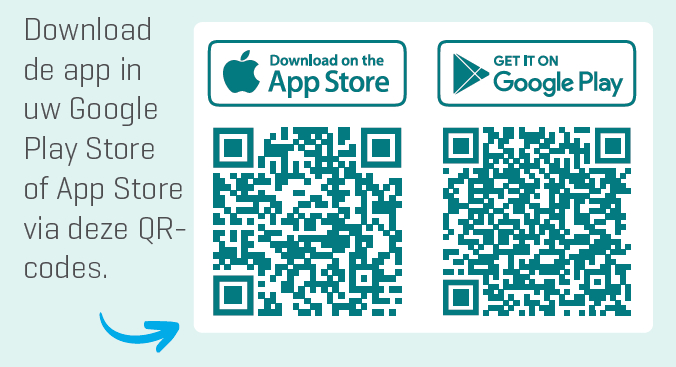 Download
de app in
uw Google
Play Store
of App Store
via deze QR-
codes.
Download on the
App Store
GET IT ON
Google Play